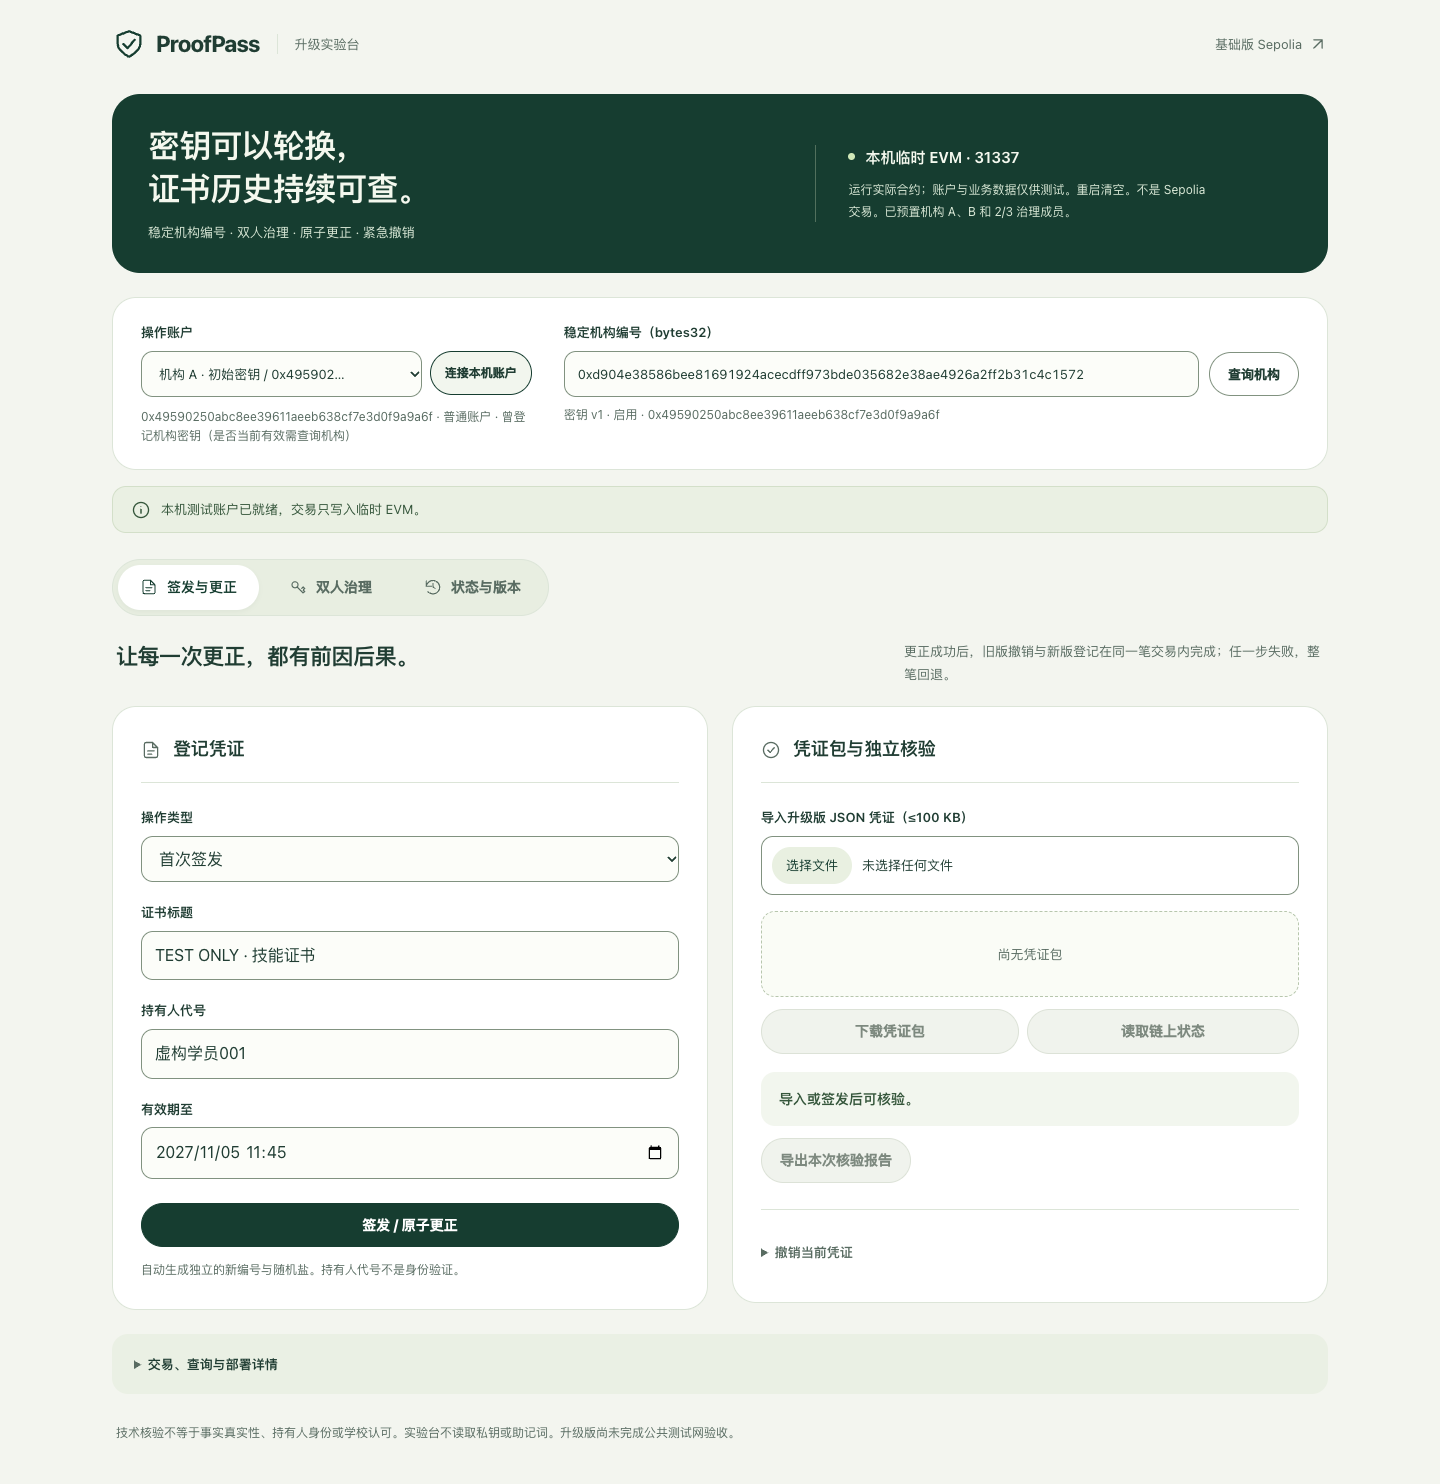 ProofPass
升级实验台
基础版 Sepolia
密钥可以轮换，
证书历史持续可查。
稳定机构编号 · 双人治理 · 原子更正 · 紧急撤销
本机临时 EVM · 31337
运行实际合约；账户与业务数据仅供测试。重启清空。不是 Sepolia
交易。已预置机构 A、B 和 2/3 治理成员。
操作账户
机构 A · 初始密钥 / 0x495902...
连接本机账户
0x49590250abc8ee39611aeeb638cf7e3d0f9a9a6f · 普通账户 · 曾登
记机构密钥（是否当前有效需查询机构）
稳定机构编号（bytes32）
0xd904e38586bee81691924acecdff973bde035682e38ae4926a2ff2b31c4c1572
查询机构
密钥 v1 · 启用 · 0x49590250abc8ee39611aeeb638cf7e3d0f9a9a6f
本机测试账户已就绪，交易只写入临时 EVM。
签发与更正
双人治理
状态与版本
让每一次更正，都有前因后果。
更正成功后，旧版撤销与新版登记在同一笔交易内完成；任一步失败，整
笔回退。
登记凭证
操作类型
首次签发
证书标题
TEST ONLY · 技能证书
持有人代号
虚构学员001
有效期至
2027/11/05 11:45
签发 / 原子更正
自动生成独立的新编号与随机盐。持有人代号不是身份验证。
凭证包与独立核验
导入升级版 JSON 凭证（≤100 KB）
选择文件 未选择任何文件
尚无凭证包
下载凭证包
读取链上状态
导入或签发后可核验。
导出本次核验报告
撤销当前凭证
交易、查询与部署详情
技术核验不等于事实真实性、持有人身份或学校认可。实验台不读取私钥或助记词。升级版尚未完成公共测试网验收。